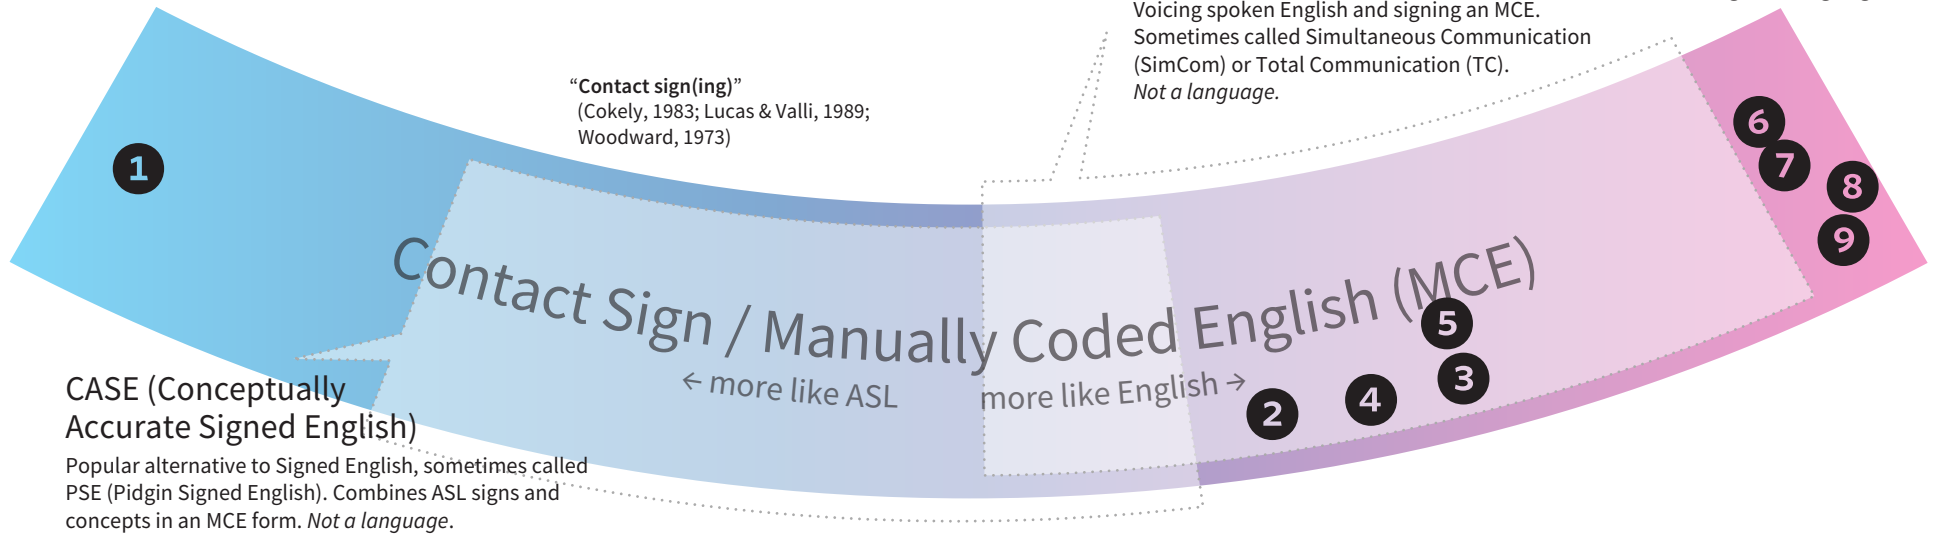 Voicing spoken English and signing an MCE.
Sometimes called Simultaneous Communication
(SimCom) or Total Communication (TC).
Not a language.
“Contact sign(ing)”
(Cokely, 1983; Lucas & Valli, 1989;
Woodward, 1973)
1
6
7
8
9
Contact Sign / Manually Coded English (MCE)
← more like ASL
more like English →
5
3
4
2
CASE (Conceptually
Accurate Signed English)
Popular alternative to Signed English, sometimes called
PSE (Pidgin Signed English). Combines ASL signs and
concepts in an MCE form. Not a language.